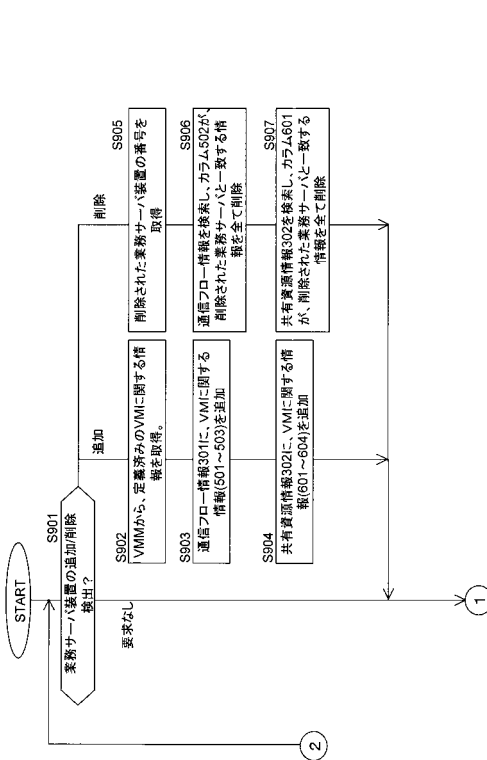 START
S901
業務サーバ装置の追加/削除
検出？
要求なし
追加
削除
S902
VMMから、定義済みのVMに関する情
報を取得。
S903
通信フロー情報301に、VMに関する
情報(501～503)を追加
S904
共有資源情報302に、VMに関する情
報(601～604)を追加
S905
削除された業務サーバ装置の番号を
取得
S906
通信フロー情報を検索し、カラム502が、
削除された業務サーバと一致する情
報を全て削除
S907
共有資源情報302を検索し、カラム601
が、削除された業務サーバと一致する
情報を全て削除
2
1